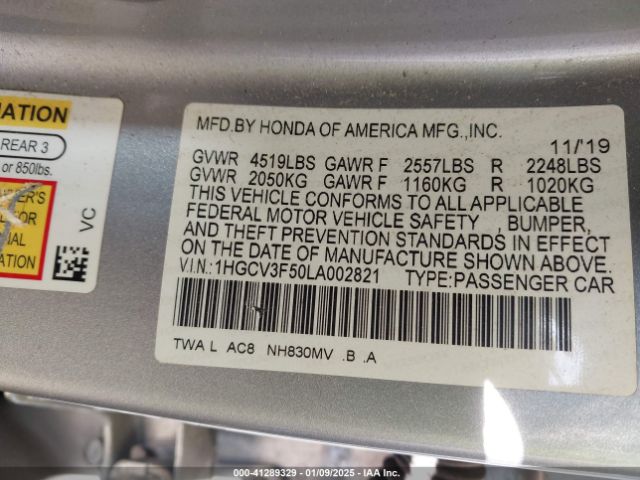 MATION
REAR 3
or 850lbs.
VC
MFD.BY HONDA OF AMERICA MFG.,INC.
11/'19
GVWR 4519LBS GAWR F 2557LBS R 2248LBS
GVWR 2050KG GAWR F 1160KG R 1020KG
THIS VEHICLE CONFORMS TO ALL APPLICABLE
FEDERAL MOTOR VEHICLE SAFETY , BUMPER,
AND THEFT PREVENTION STANDARDS IN EFFECT
ON THE DATE OF MANUFACTURE SHOWN ABOVE.
V.I.N.:1HGCV3F50LA002821 TYPE:PASSENGER CAR
TWA L AC8 NH830MV .B .A
000-41289329 - 01/09/2025 - IAA Inc.